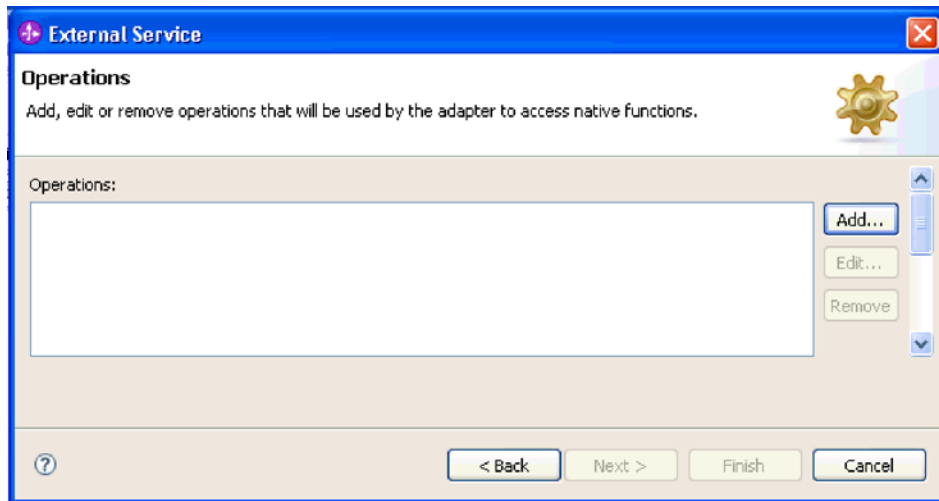 External Service
Operations
Add, edit or remove operations that will be used by the adapter to access native functions.
Operations:
Add...
Edit...
Remove
?
< Back
Next >
Finish
Cancel